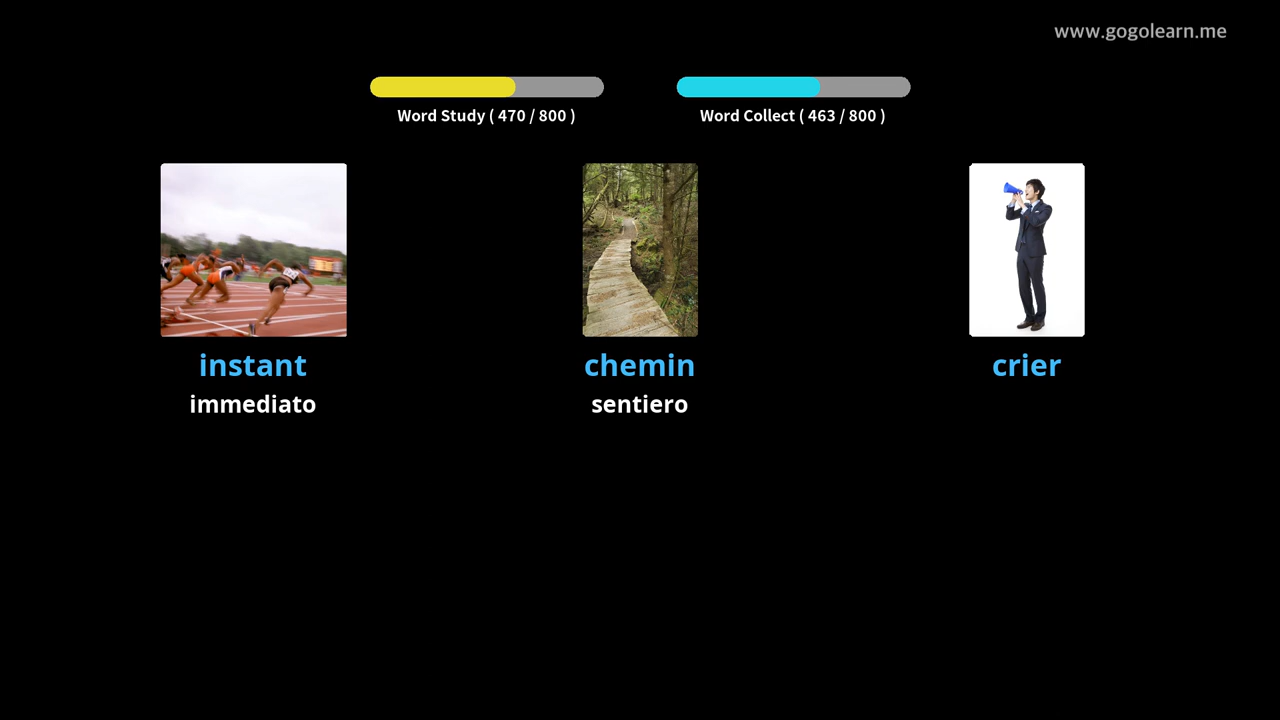 www.gogolearn.me
Word Study ( 470 / 800 )
Word Collect ( 463 / 800 )
instant
immediato
chemin
sentiero
crier